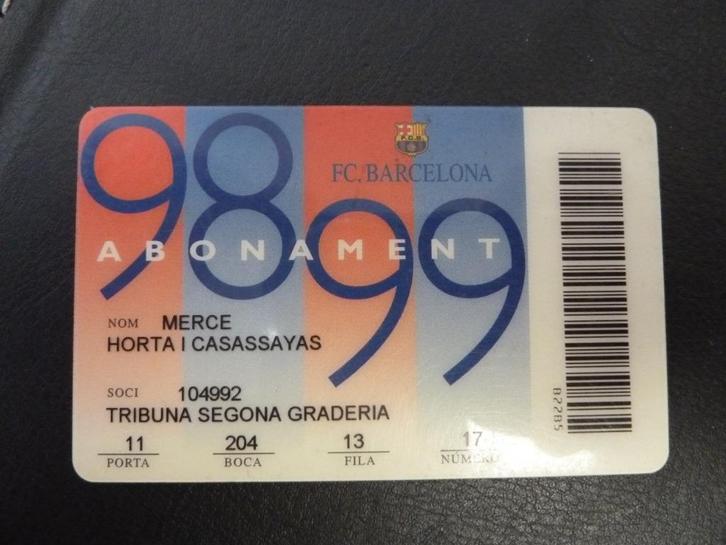 98
99
FC. BARCELONA
ABONAMENT
NOM MERCE
HORTA I CASASSAYAS
SOCI 104992
TRIBUNA SEGONA GRADERIA
11 204 13 17
PORTA BOCA FILA NÚMERO
B2285